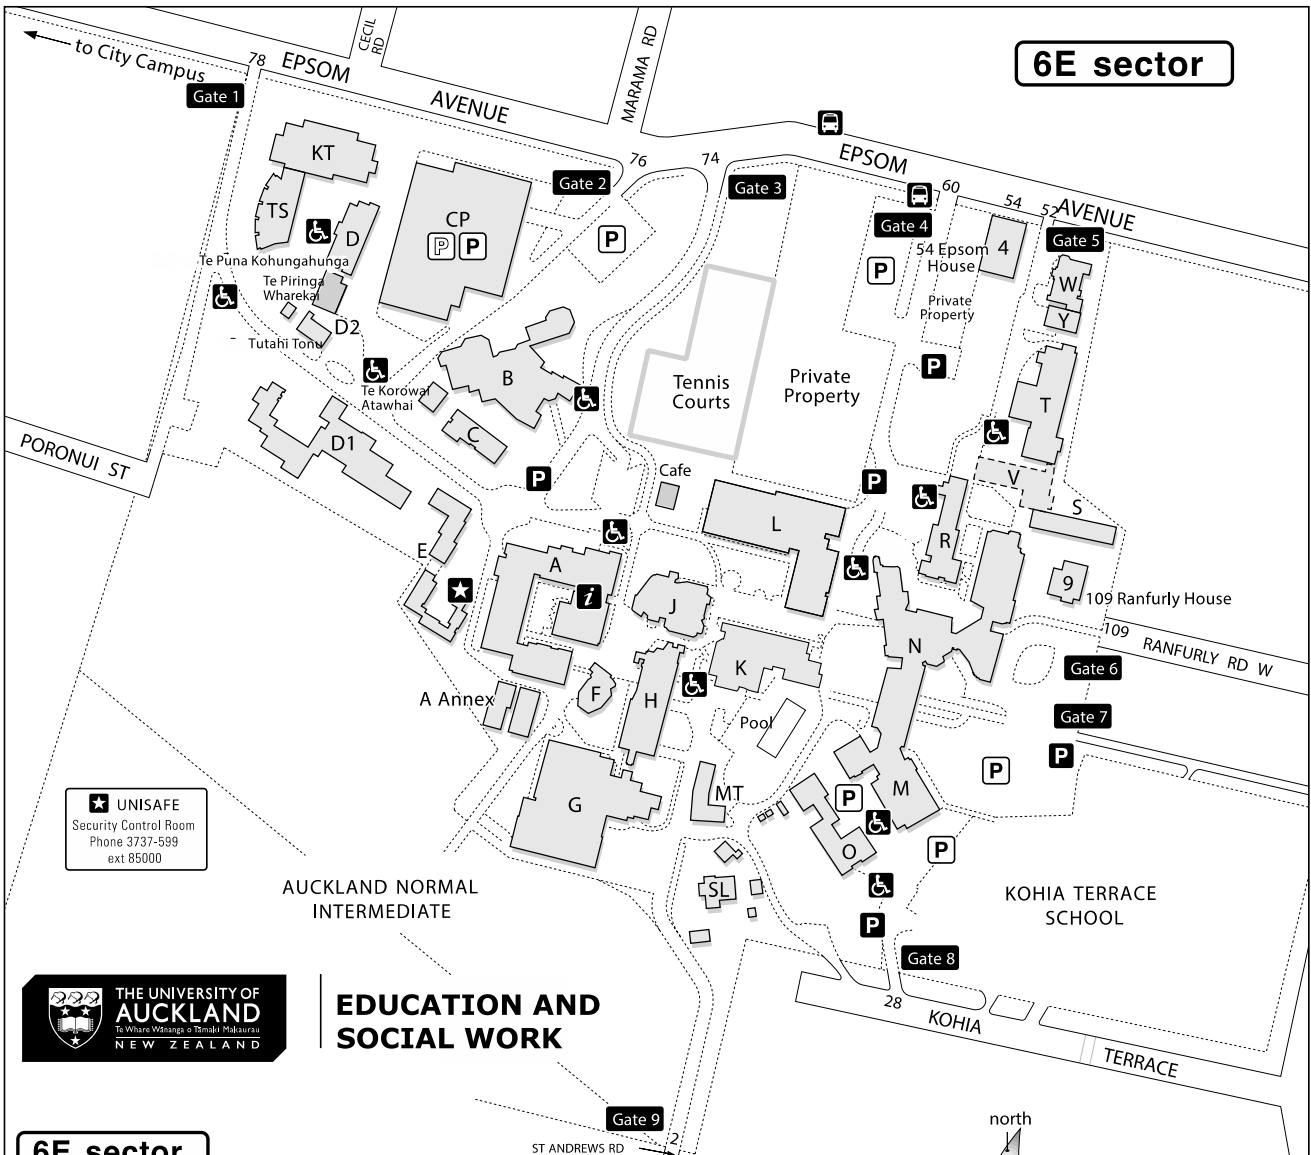 6E sector
to City Campus
78
EPSOM
AVENUE
CECIL
RD
MARAMA RD
Gate 1
KT
TS
D
Te Puna Kohungahunga
Te Piringa
Wharekai
D2
Tutahi Tonu
CP
P P
Gate 2
76
74
Gate 3
P
EPSOM
AVENUE
60
54
52
Gate 4
Gate 5
54 Epsom
House
4
P
Private
Property
W
Y
P
T
V
S
B
Te Korowai
Atawhai
C
Tennis
Courts
Private
Property
PORONUI ST
D1
P
Cafe
L
P
R
E
A
i
J
9
109 Ranfurly House
109
RANFURLY RD W
N
K
Gate 6
A Annex
F
H
Pool
Gate 7
P
P
G
MT
P
M
O
P
UNISAFE
Security Control Room
Phone 3737-599
ext 85000
AUCKLAND NORMAL
INTERMEDIATE
SL
KOHIA TERRACE
SCHOOL
P
Gate 8
28
KOHIA
TERRACE
THE UNIVERSITY OF
AUCKLAND
Te Whare Wānanga o Tāmaki Makaurau
NEW ZEALAND
EDUCATION AND
SOCIAL WORK
Gate 9
2
ST ANDREWS RD
north
6E sector